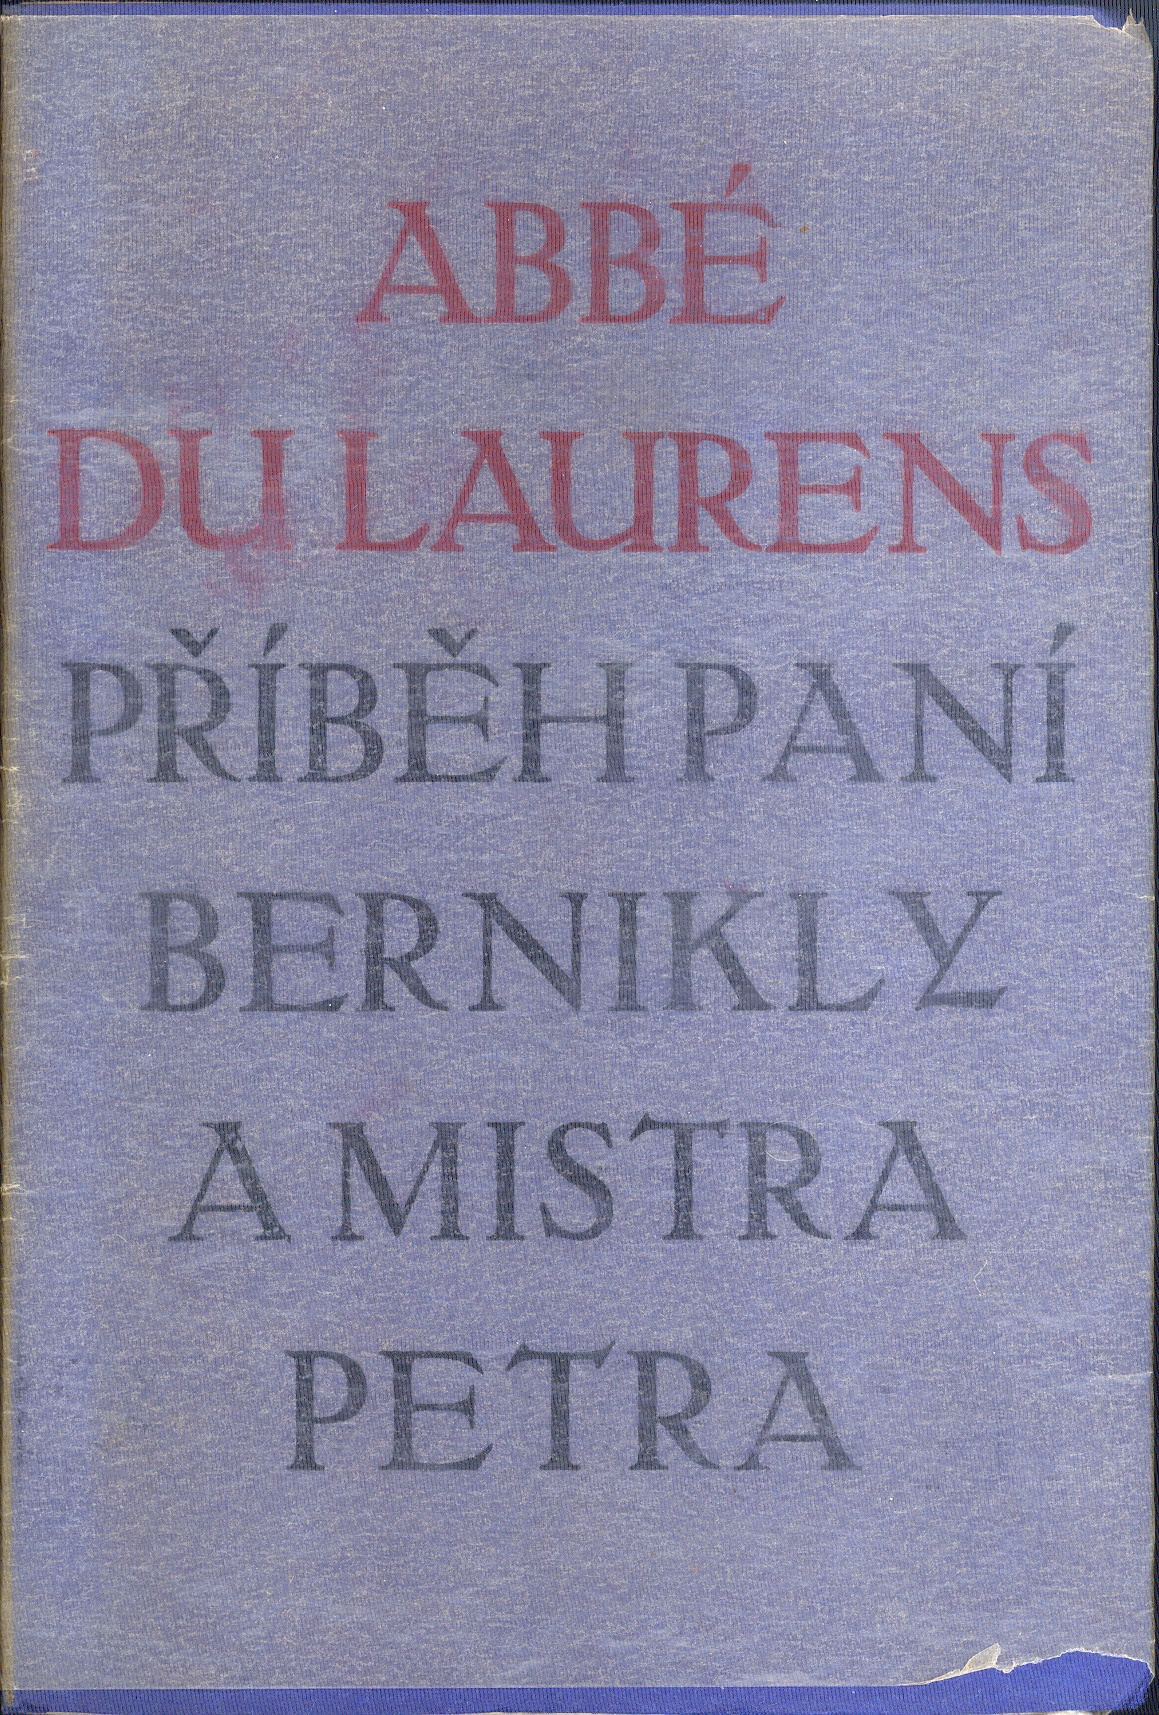 ABBÉ
DU LAURENS
PŘÍBĚH PANÍ
BERNIKLY
A MISTRA
PETRA